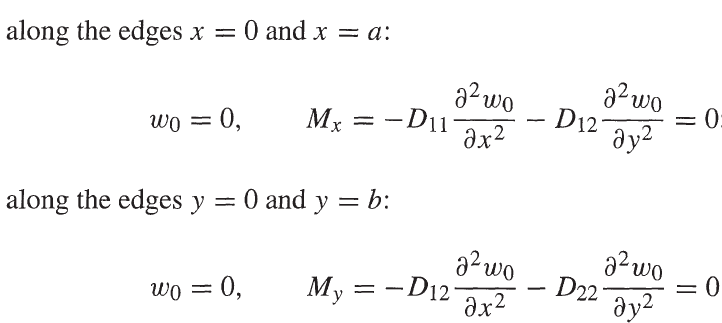 along the edges x = 0 and x = a:
w₀ = 0, Mₓ = −D₁₁ ∂²w₀/∂x² − D₁₂ ∂²w₀/∂y² = 0;
along the edges y = 0 and y = b:
w₀ = 0, M_y = −D₁₂ ∂²w₀/∂x² − D₂₂ ∂²w₀/∂y² = 0